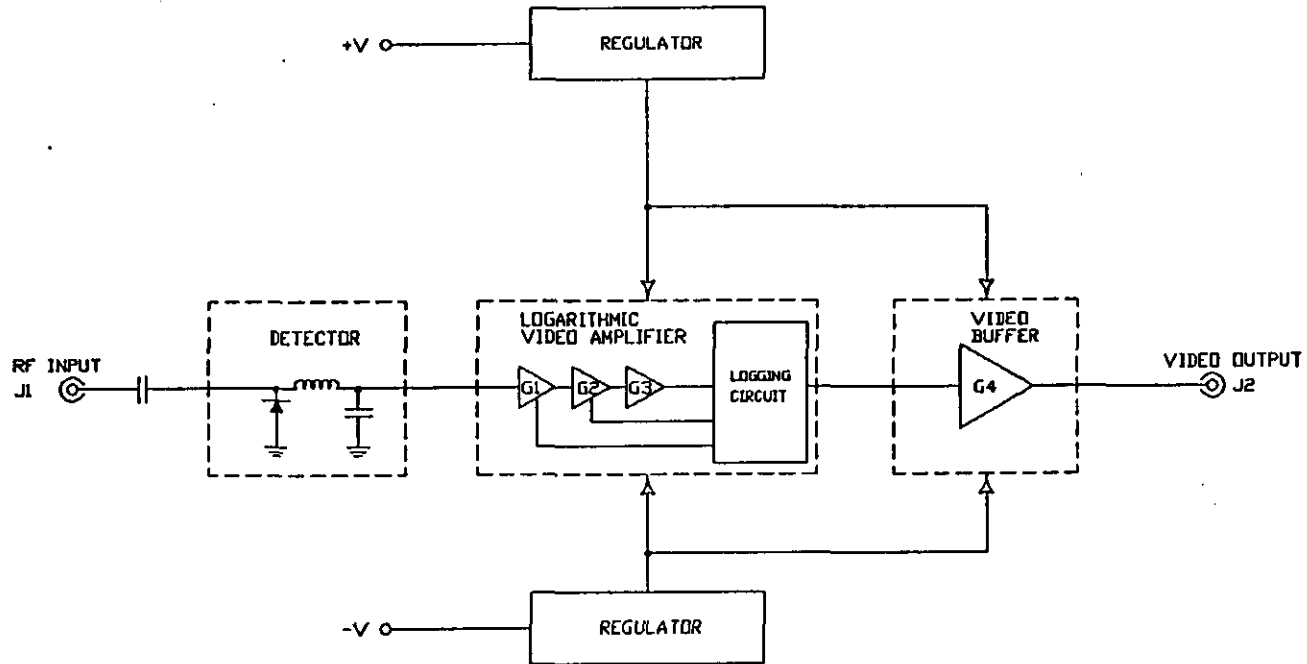 REGULATOR
+V
LOGARITHMIC
VIDEO AMPLIFIER
VIDEO
BUFFER
DETECTOR
RF INPUT
J1
G1
G2
G3
LOGGING
CIRCUIT
G4
VIDEO OUTPUT
J2
-V
REGULATOR